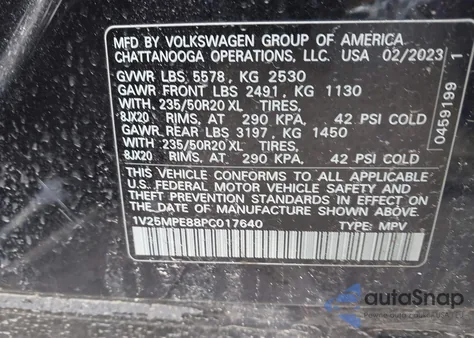 MFD BY VOLKSWAGEN GROUP OF AMERICA
CHATTANOOGA OPERATIONS, LLC. USA 02/2023
GVWR LBS 5578 , KG 2530
GAWR FRONT LBS 2491 , KG 1130
WITH 235/50R20 XL TIRES,
8JX20 RIMS, AT 290 KPA, 42 PSI COLD
GAWR REAR LBS 3197 , KG 1450
WITH 235/50R20 XL TIRES,
8JX20 RIMS, AT 290 KPA, 42 PSI COLD
THIS VEHICLE CONFORMS TO ALL APPLICABLE
U.S. FEDERAL MOTOR VEHICLE SAFETY AND
THEFT PREVENTION STANDARDS IN EFFECT ON
THE DATE OF MANUFACTURE SHOWN ABOVE.
1V25MPE88PC017640 TYPE: MPV
0459199 1
autoSnap